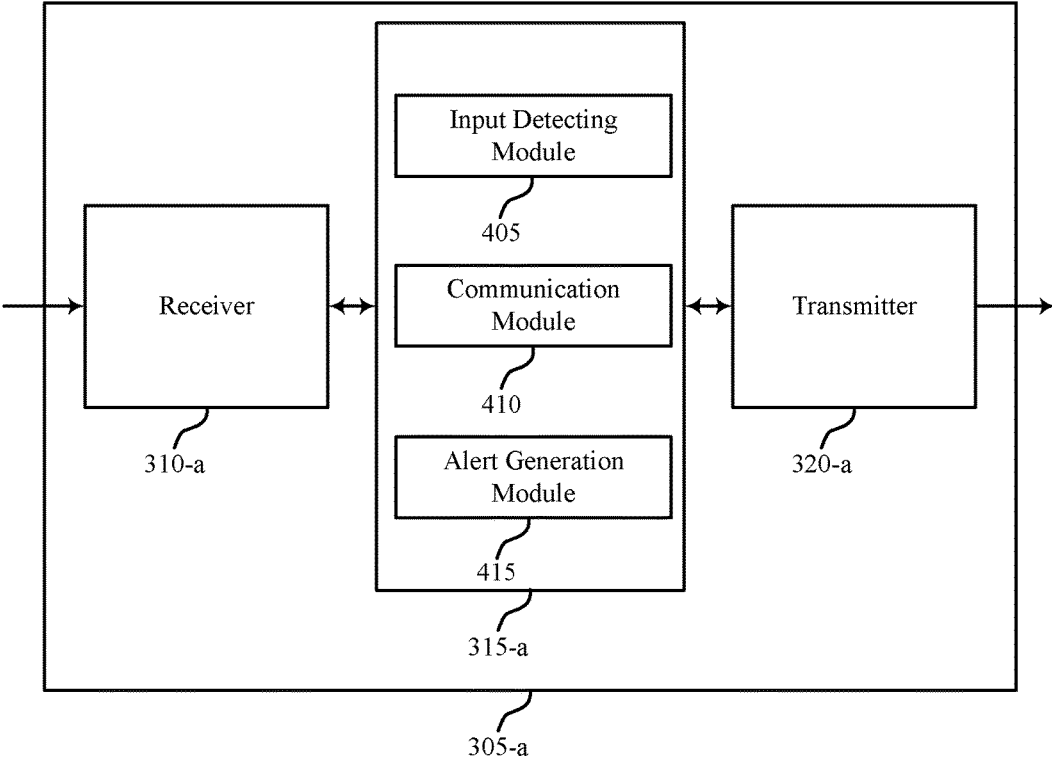 Input Detecting
Module
405
Receiver
310-a
Communication
Module
410
Alert Generation
Module
415
315-a
Transmitter
320-a
305-a